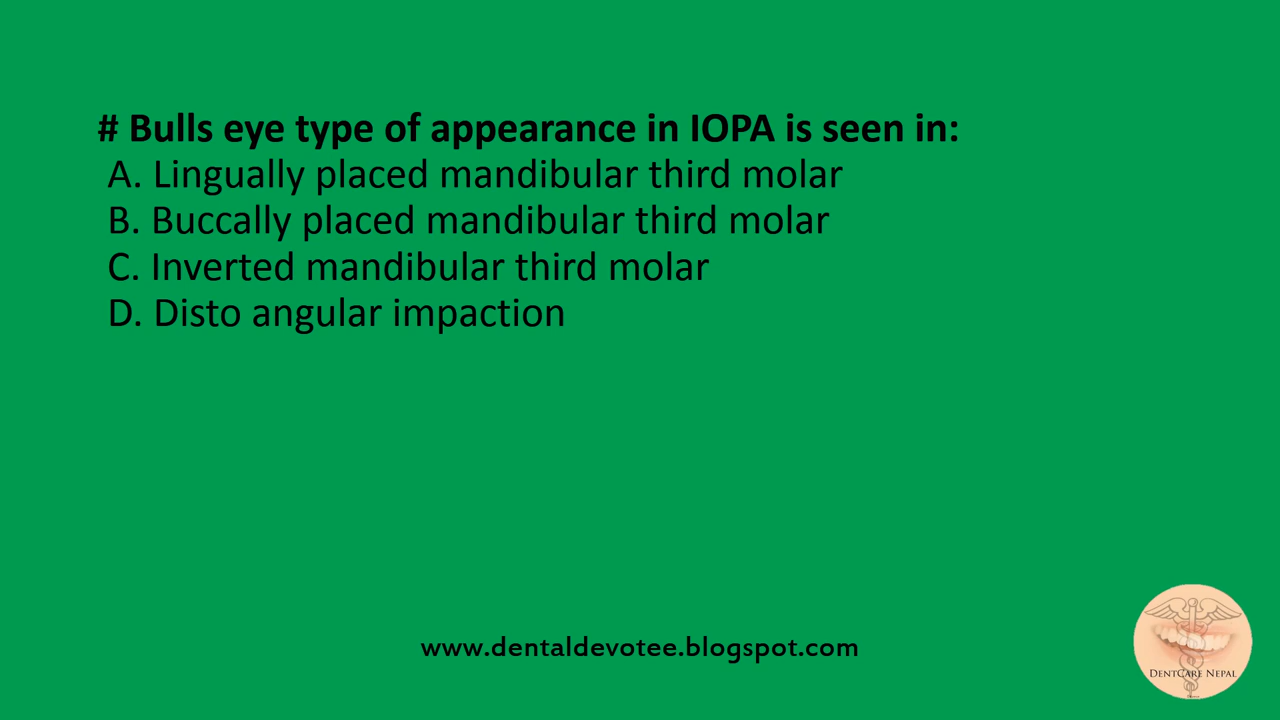 # Bulls eye type of appearance in IOPA is seen in:
A. Lingually placed mandibular third molar
B. Buccally placed mandibular third molar
C. Inverted mandibular third molar
D. Disto angular impaction
www.dentaldevotee.blogspot.com
DENTCARE NEPAL